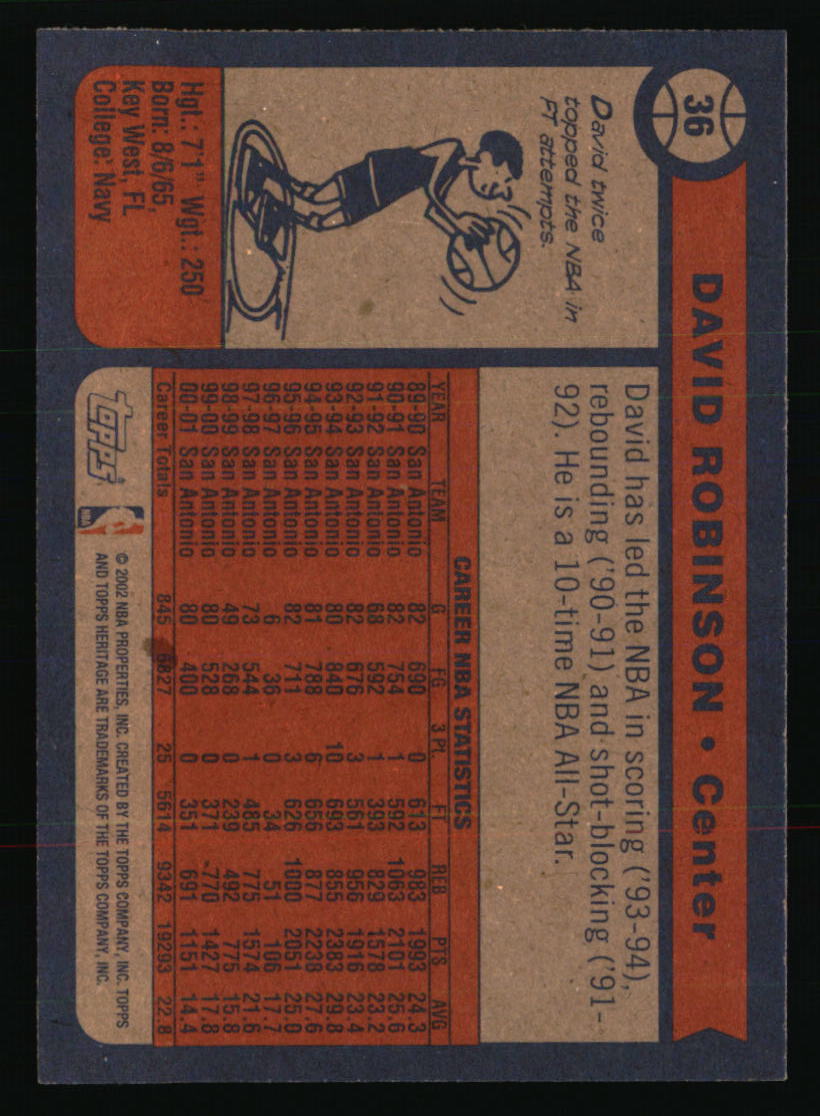 36
DAVID ROBINSON • Center
David twice
topped the NBA in
FT attempts.
Hgt.: 7'1" Wgt.: 250
Born: 8/6/65,
Key West, FL
College: Navy
David has led the NBA in scoring ('93-94),
rebounding ('90-91) and shot-blocking ('91-
92). He is a 10-time NBA All-Star.
CAREER NBA STATISTICS
YEAR TEAM G FG 3 Pt. FT REB PTS AVG
89-90 San Antonio 82 690 0 613 983 1993 24.3
90-91 San Antonio 82 754 1 592 1063 2101 25.6
91-92 San Antonio 68 592 1 393 829 1578 23.2
92-93 San Antonio 82 676 3 561 956 1916 23.4
93-94 San Antonio 80 840 10 693 855 2383 29.8
94-95 San Antonio 81 788 6 656 877 2238 27.6
95-96 San Antonio 82 711 3 626 1000 2051 25.0
96-97 San Antonio 6 36 0 34 51 106 17.7
97-98 San Antonio 73 544 1 485 775 1574 21.6
98-99 San Antonio 49 268 0 239 492 775 15.8
99-00 San Antonio 80 528 0 371 770 1427 17.8
00-01 San Antonio 80 400 0 351 691 1151 14.4
Career Totals 845 6827 25 5614 9342 19293 22.8
topps
NBA
© 2002 NBA PROPERTIES, INC. CREATED BY THE TOPPS COMPANY, INC. TOPPS
AND TOPPS HERITAGE ARE TRADEMARKS OF THE TOPPS COMPANY, INC.